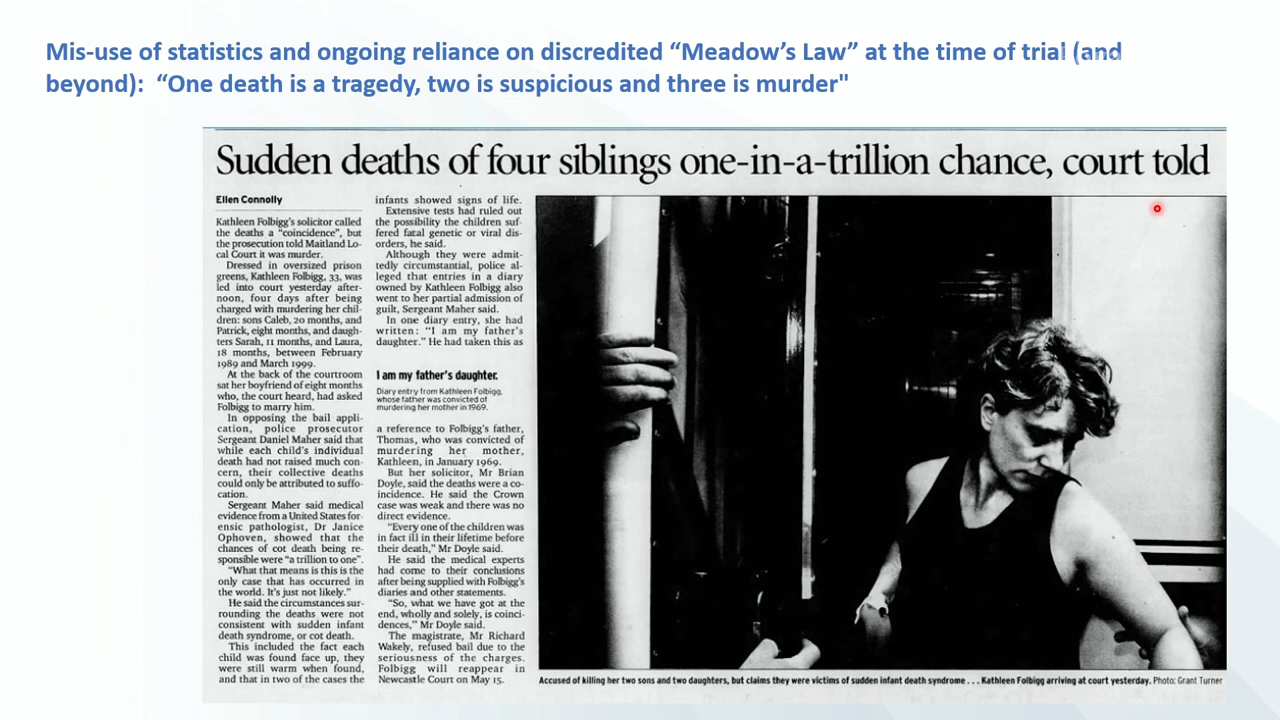 Mis-use of statistics and ongoing reliance on discredited “Meadow’s Law” at the time of trial (and
beyond):  “One death is a tragedy, two is suspicious and three is murder"
Sudden deaths of four siblings one-in-a-trillion chance, court told
Ellen Connolly
Kathleen Folbigg's solicitor called
the deaths a “coincidence”, but
the prosecution told Maitland Lo-
cal Court it was murder.
Dressed in oversized prison
greens, Kathleen Folbigg, 33, was
led into court yesterday after-
noon, four days after being
charged with murdering her chil-
dren: sons Caleb, 20 months, and
Patrick, eight months, and daugh-
ters Sarah, 11 months, and Laura,
18 months, between February
1989 and March 1999.
At the back of the courtroom
sat her boyfriend of eight months
who, the court heard, had asked
Folbigg to marry him.
In opposing the bail appli-
cation, police prosecutor
Sergeant Daniel Maher said that
while each child's individual
death had not raised much con-
cern, their collective deaths
could only be attributed to suffo-
cation.
Sergeant Maher said medical
evidence from a United States for-
ensic pathologist, Dr Janice
Ophoven, showed that the
chances of cot death being re-
sponsible were “a trillion to one”.
“What that means is this is the
only case that has occurred in
the world. It's just not likely.”
He said the circumstances sur-
rounding the deaths were not
consistent with sudden infant
death syndrome, or cot death.
This included the fact each
child was found face up, they
were still warm when found,
and that in two of the cases the
infants showed signs of life.
Extensive tests had ruled out
the possibility the children suf-
fered fatal genetic or viral dis-
orders, he said.
Although they were admit-
tedly circumstantial, police al-
leged that entries in a diary
owned by Kathleen Folbigg also
went to her partial admission of
guilt, Sergeant Maher said.
In one diary entry, she had
written: “I am my father's
daughter.” He had taken this as
I am my father's daughter.
Diary entry from Kathleen Folbigg,
whose father was convicted of
murdering her mother in 1969.
a reference to Folbigg's father,
Thomas, who was convicted of
murdering her mother,
Kathleen, in January 1969.
But her solicitor, Mr Brian
Doyle, said the deaths were a co-
incidence. He said the Crown
case was weak and there was no
direct evidence.
“Every one of the children was
in fact ill in their lifetime before
their death,” Mr Doyle said.
He said the medical experts
had come to their conclusions
after being supplied with Folbigg's
diaries and other statements.
“So, what we have got at the
end, wholly and solely, is coinci-
dences,” Mr Doyle said.
The magistrate, Mr Richard
Wakely, refused bail due to the
seriousness of the charges.
Folbigg will reappear in
Newcastle Court on May 15.
Accused of killing her two sons and two daughters, but claims they were victims of sudden infant death syndrome . . . Kathleen Folbigg arriving at court yesterday. Photo: Grant Turner